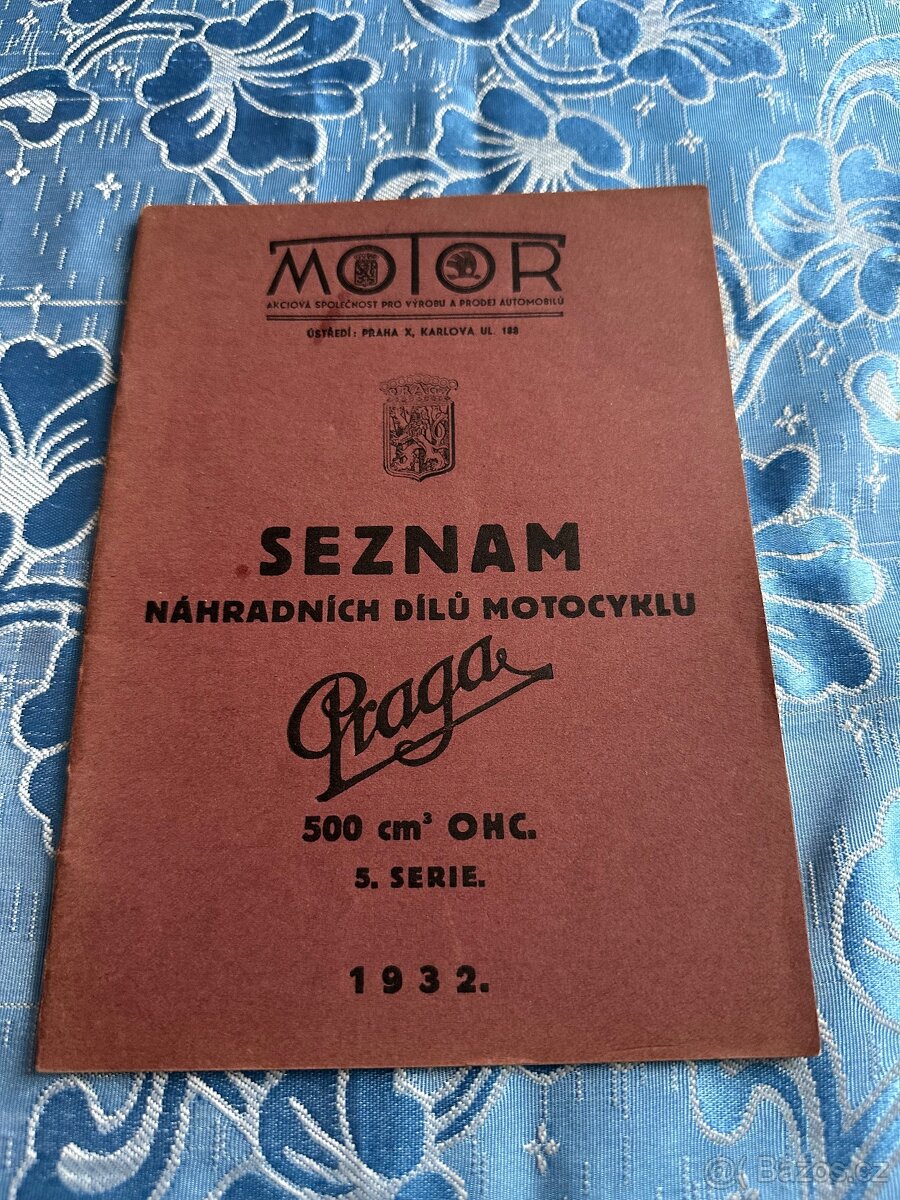 MOTOR
AKCIOVÁ SPOLEČNOST PRO VÝROBU A PRODEJ AUTOMOBILŮ
ÚSTŘEDÍ: PRAHA X, KARLOVA UL. 188
PRAGA
SEZNAM
NÁHRADNÍCH DÍLŮ MOTOCYKLU
Praga
500 cm³ OHC.
5. SERIE.
1932.
Bazoš.cz